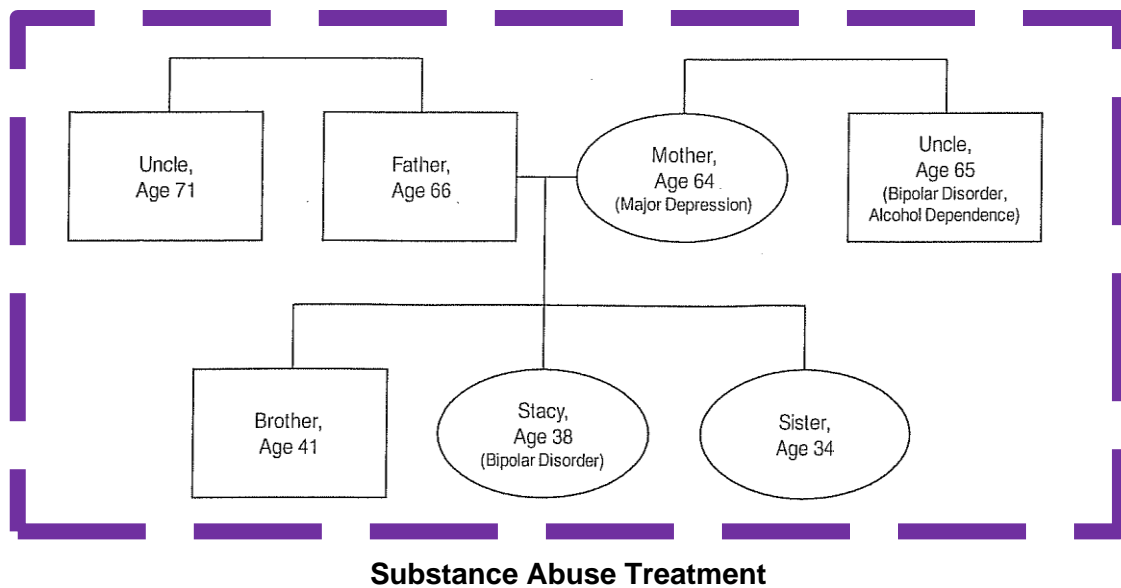 Uncle,
Age 71
Father,
Age 66
Mother,
Age 64
(Major Depression)
Uncle,
Age 65
(Bipolar Disorder,
Alcohol Dependence)
Brother,
Age 41
Stacy,
Age 38
(Bipolar Disorder)
Sister,
Age 34
Substance Abuse Treatment